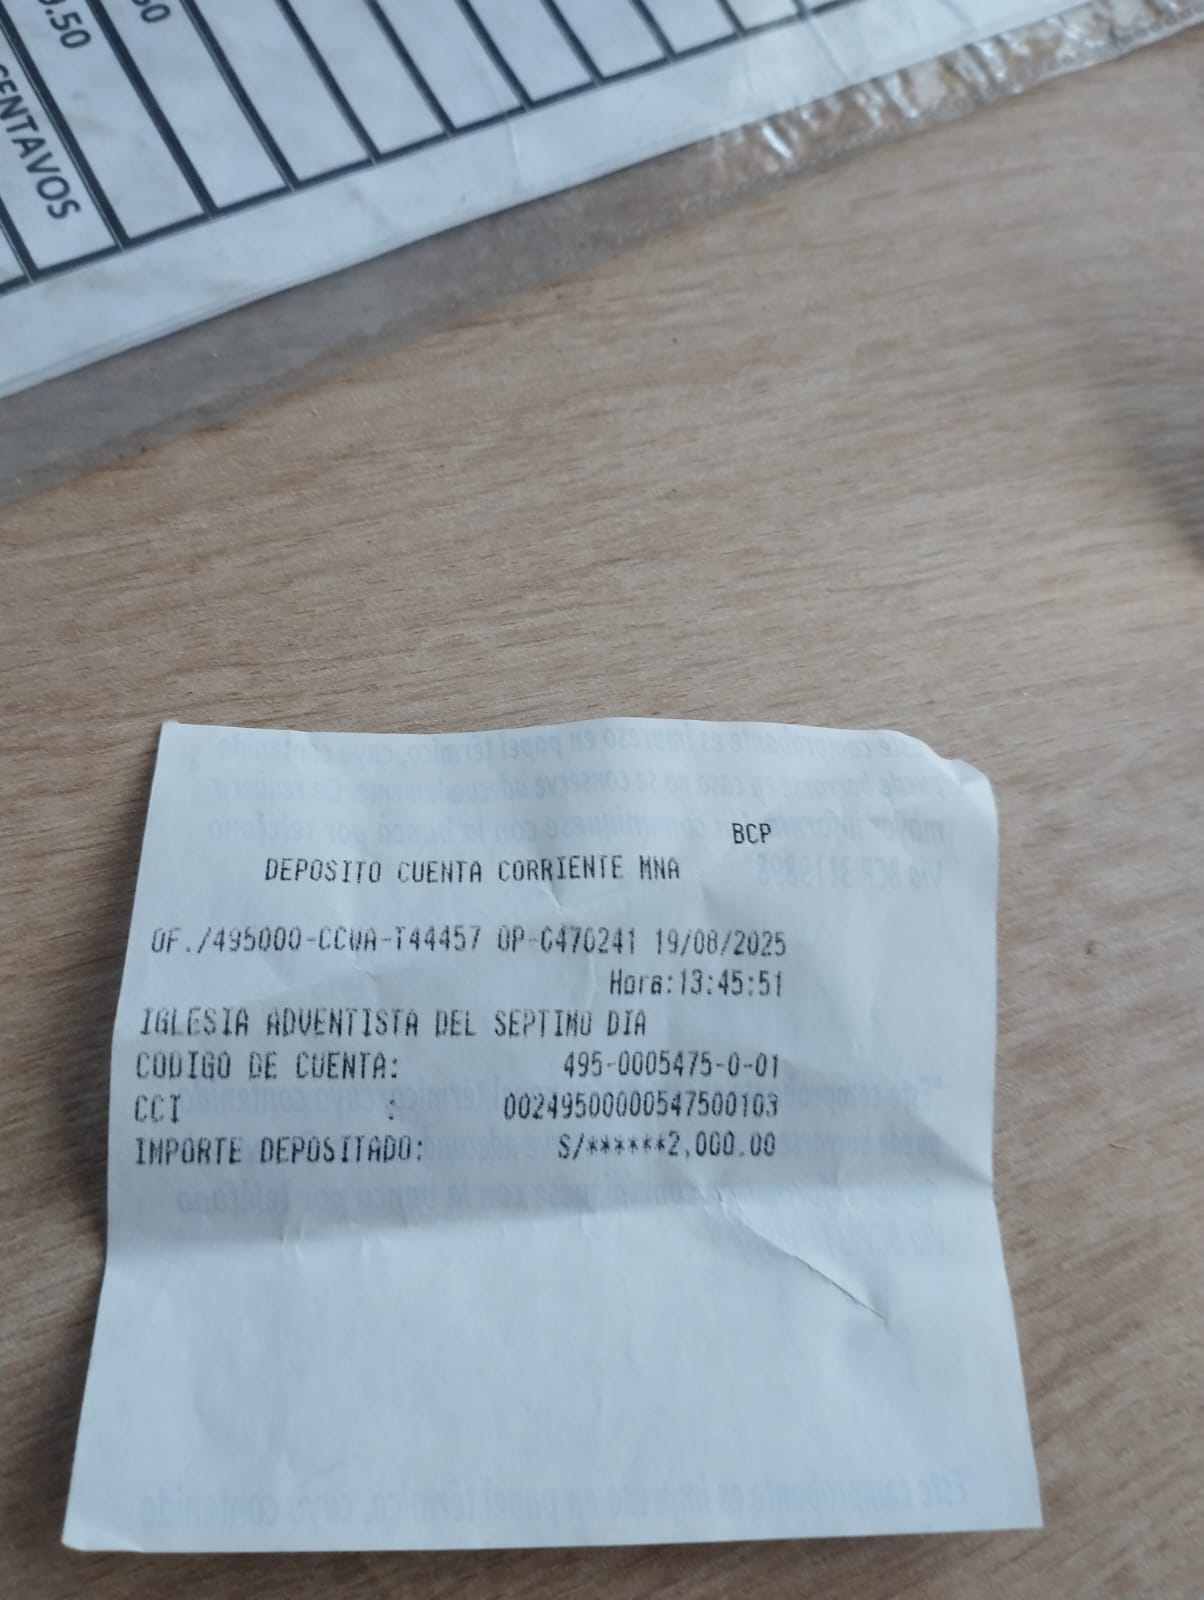 0.50
CENTAVOS
BCP
DEPOSITO CUENTA CORRIENTE MNA
OF./495000-CCWA-T44457 OP-0470241 19/08/2025
Hora:13:45:51
IGLESIA ADVENTISTA DEL SEPTIMO DIA
CODIGO DE CUENTA: 495-0005475-0-01
CCI : 00249500000547500103
IMPORTE DEPOSITADO: S/******2,000.00